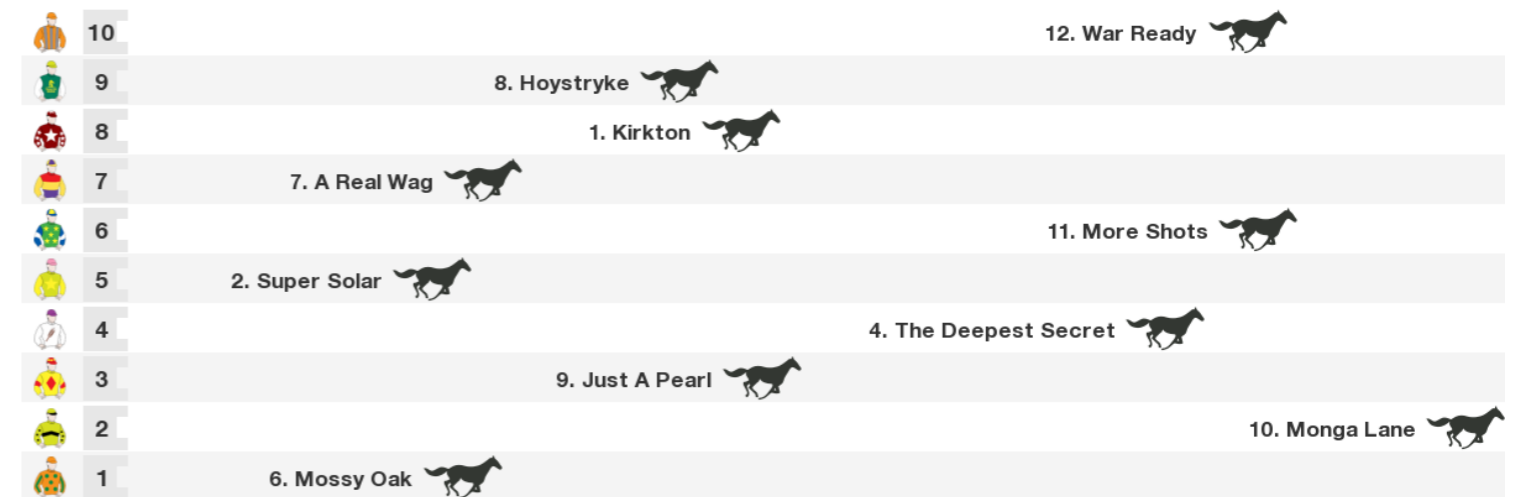 10 12. War Ready
9 8. Hoystryke
8 1. Kirkton
7 7. A Real Wag
6 11. More Shots
5 2. Super Solar
4 4. The Deepest Secret
3 9. Just A Pearl
2 10. Monga Lane
1 6. Mossy Oak